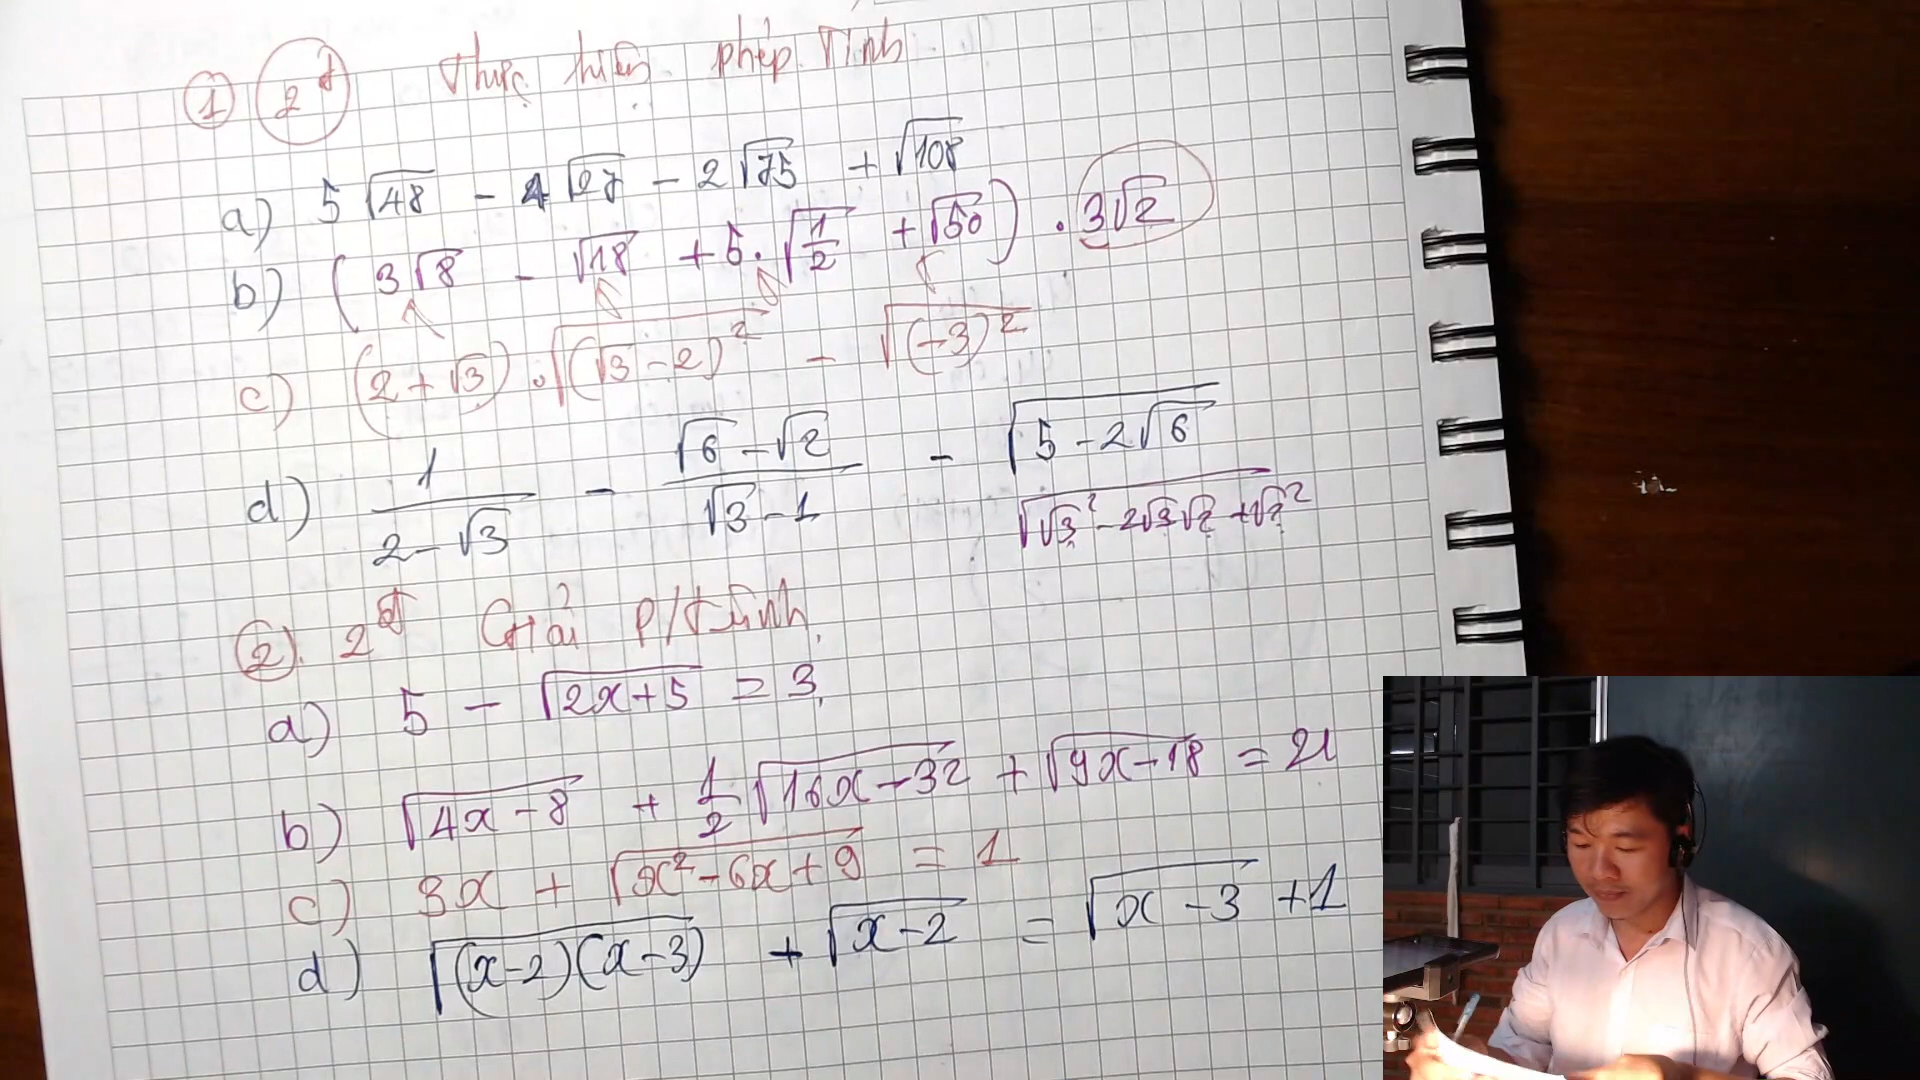 ① 2đ Thực hiện phép tính
a) 5√48 - 4√27 - 2√75 + √108
b) (3√8 - √18 + 5.√(1/2) + √50) . 3√2
c) (2 + √3) . √((√3 - 2)²) - √((-3)²)
d) 1/(2 - √3) - (√6 - √2)/(√3 - 1) - √(5 - 2√6)
√(√3² - 2√3√2 + √2²)
②. 2đ Giải P/trình
a) 5 - √(2x + 5) = 3
b) √(4x - 8) + 1/2 √(16x - 32) + √(9x - 18) = 21
c) 3x + √(x² - 6x + 9) = 1
d) √((x-2)(x-3)) + √(x-2) = √(x-3) + 1